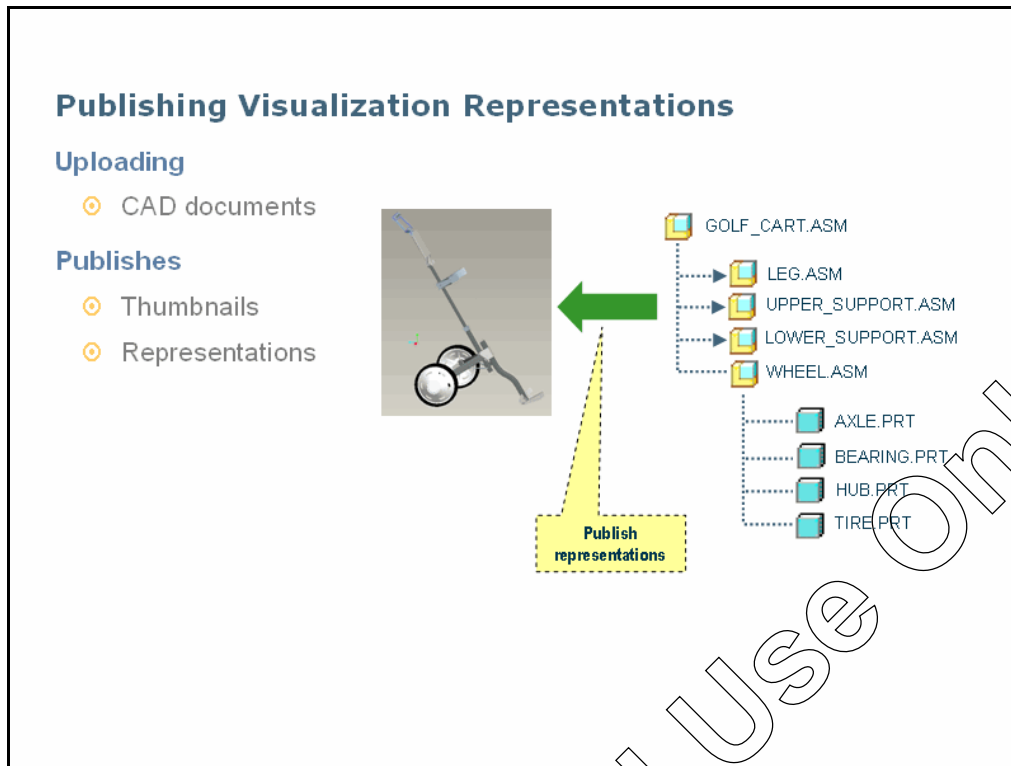 Publishing Visualization Representations
Uploading
CAD documents
Publishes
Thumbnails
Representations
GOLF_CART.ASM
LEG.ASM
UPPER_SUPPORT.ASM
LOWER_SUPPORT.ASM
WHEEL.ASM
AXLE.PRT
BEARING.PRT
HUB.PRT
TIRE.PRT
Publish
representations
Use